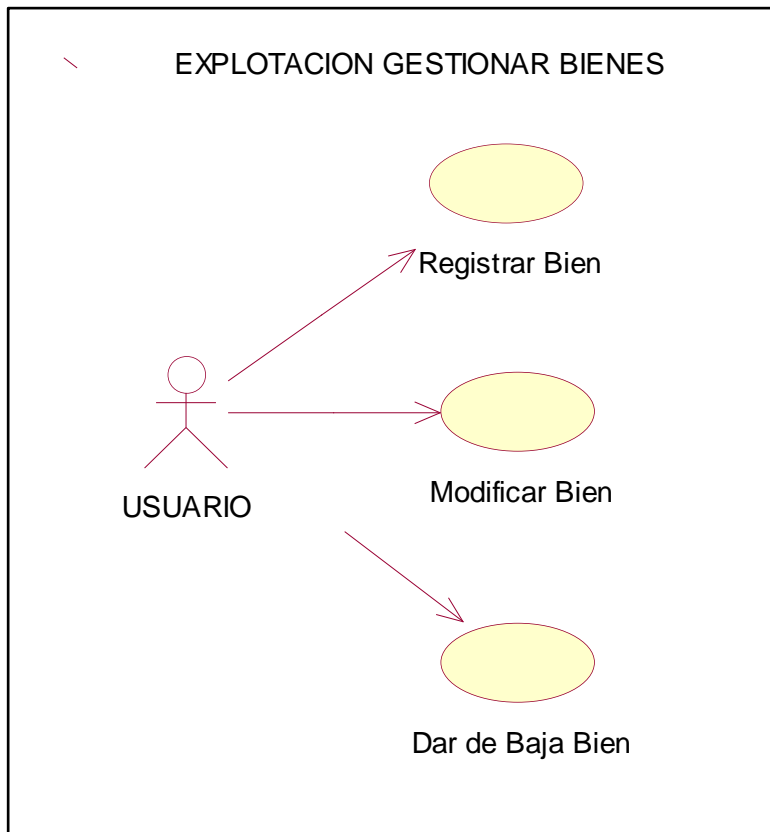 EXPLOTACION GESTIONAR BIENES
Registrar Bien
Modificar Bien
USUARIO
Dar de Baja Bien